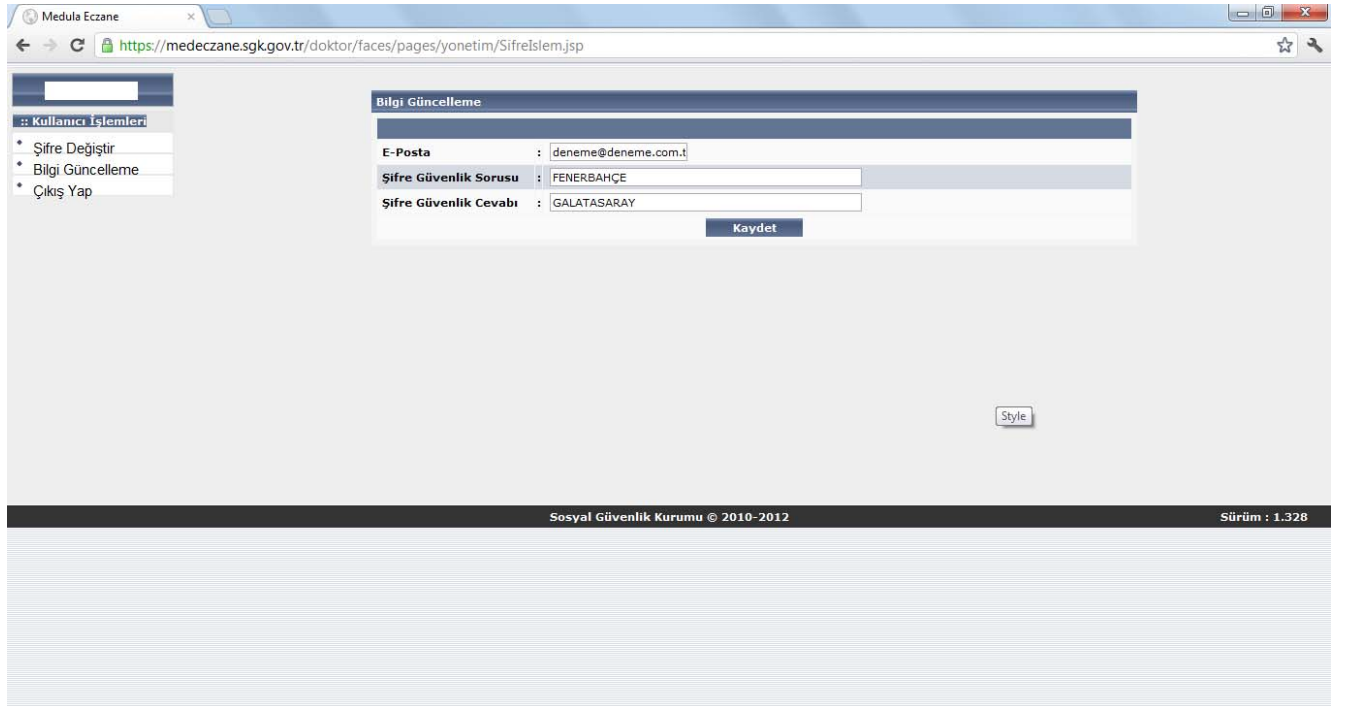 Medula Eczane
https://medeczane.sgk.gov.tr/doktor/faces/pages/yonetim/SifreIslem.jsp
:: Kullanıcı İşlemleri
Şifre Değiştir
Bilgi Güncelleme
Çıkış Yap
Bilgi Güncelleme
E-Posta : deneme@deneme.com.t
Şifre Güvenlik Sorusu : FENERBAHÇE
Şifre Güvenlik Cevabı : GALATASARAY
Kaydet
Style
Sosyal Güvenlik Kurumu © 2010-2012 Sürüm : 1.328